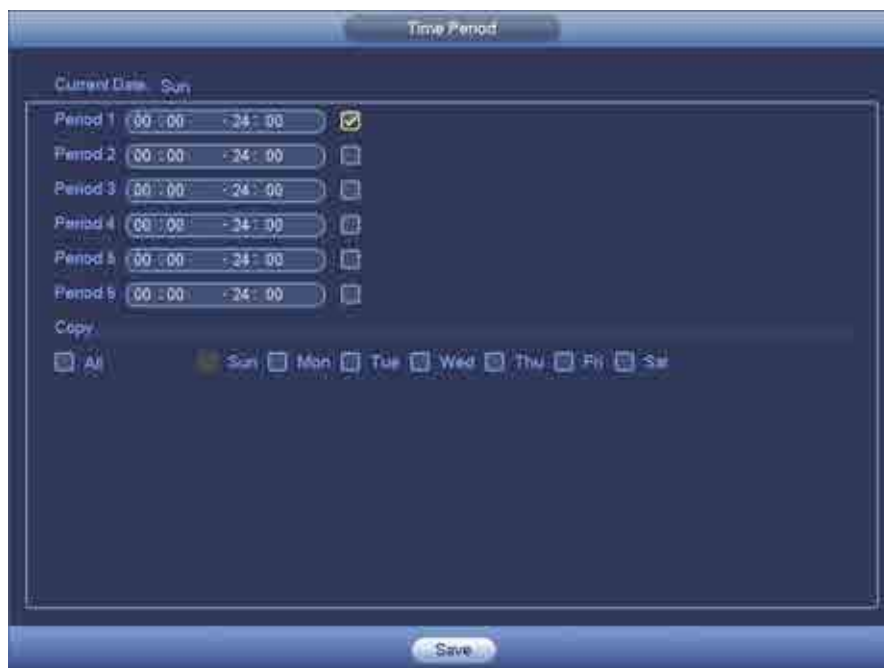 Time Period
Current Date Sun
Period 1 00 : 00 - 24 : 00
Period 2 00 : 00 - 24 : 00
Period 3 00 : 00 - 24 : 00
Period 4 00 : 00 - 24 : 00
Period 5 00 : 00 - 24 : 00
Period 6 00 : 00 - 24 : 00
Copy
All Sun Mon Tue Wed Thu Fri Sat
Save